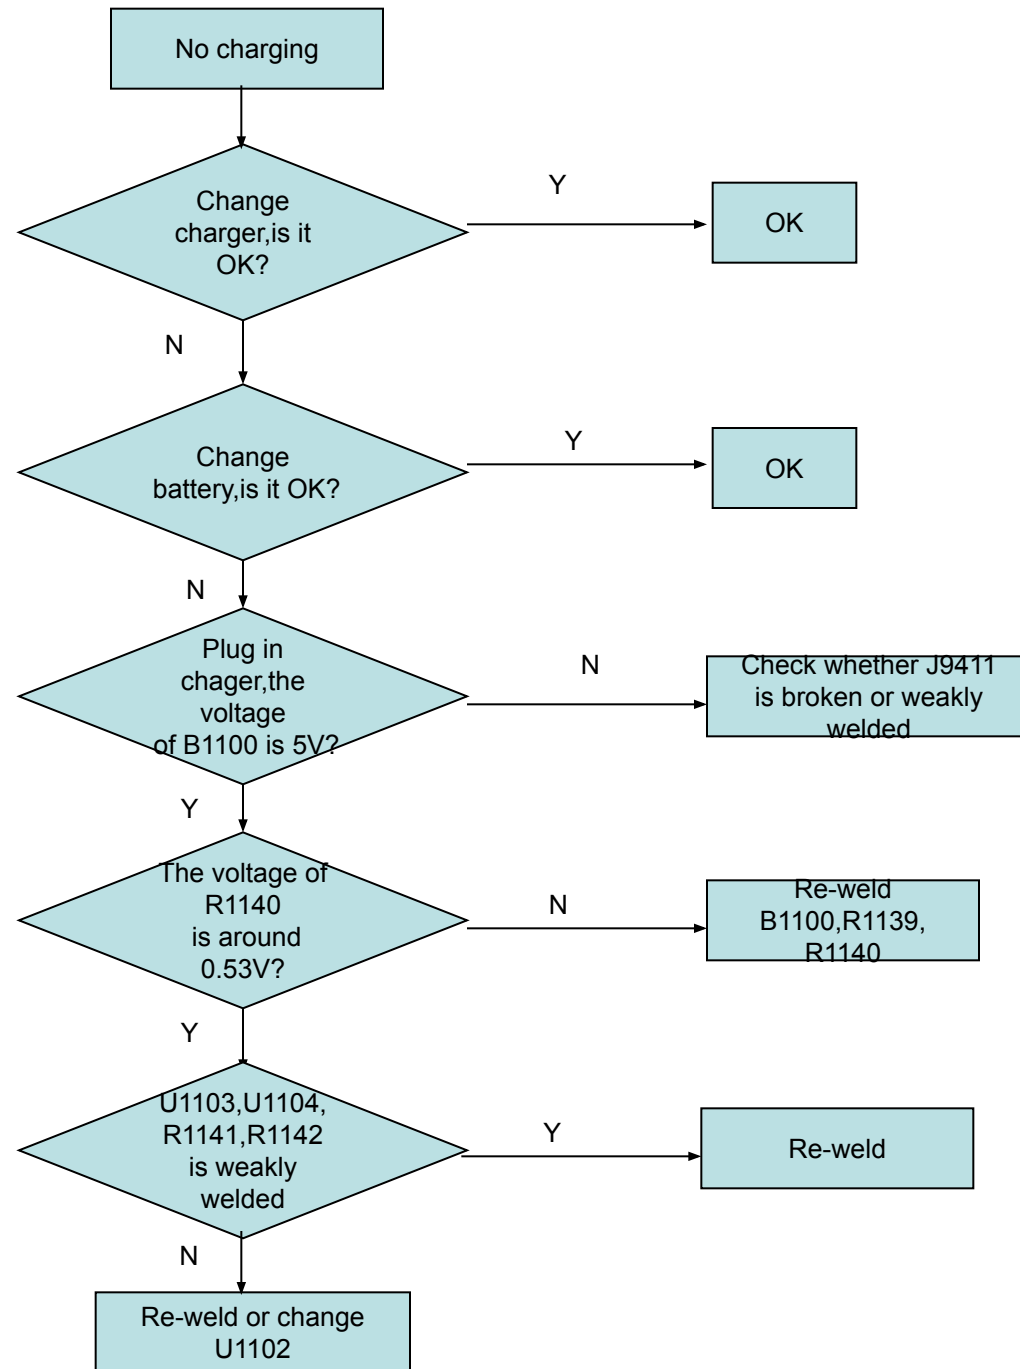 No charging
Change
charger,is it
OK?
Y
OK
N
Change
battery,is it OK?
Y
OK
N
Plug in
chager,the
voltage
of B1100 is 5V?
N
Check whether J9411
is broken or weakly
welded
Y
The voltage of
R1140
is around
0.53V?
N
Re-weld
B1100,R1139,
R1140
Y
U1103,U1104,
R1141,R1142
is weakly
welded
Y
Re-weld
N
Re-weld or change
U1102